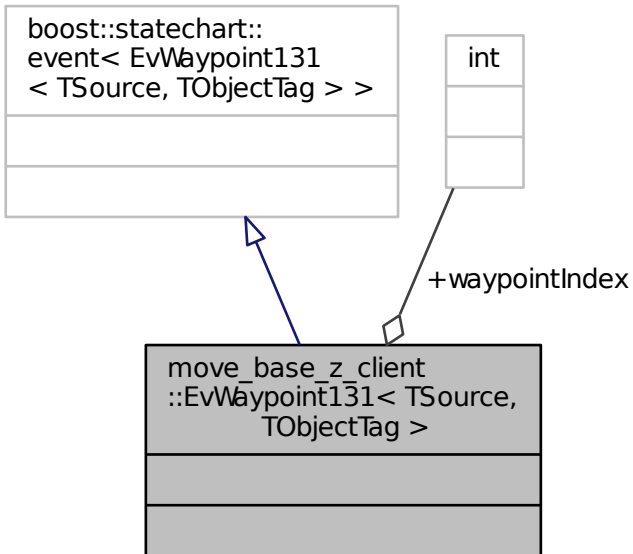 boost::statechart::
event< EvWaypoint131
< TSource, TObjectTag > >
int
+waypointIndex
move_base_z_client
::EvWaypoint131< TSource,
TObjectTag >